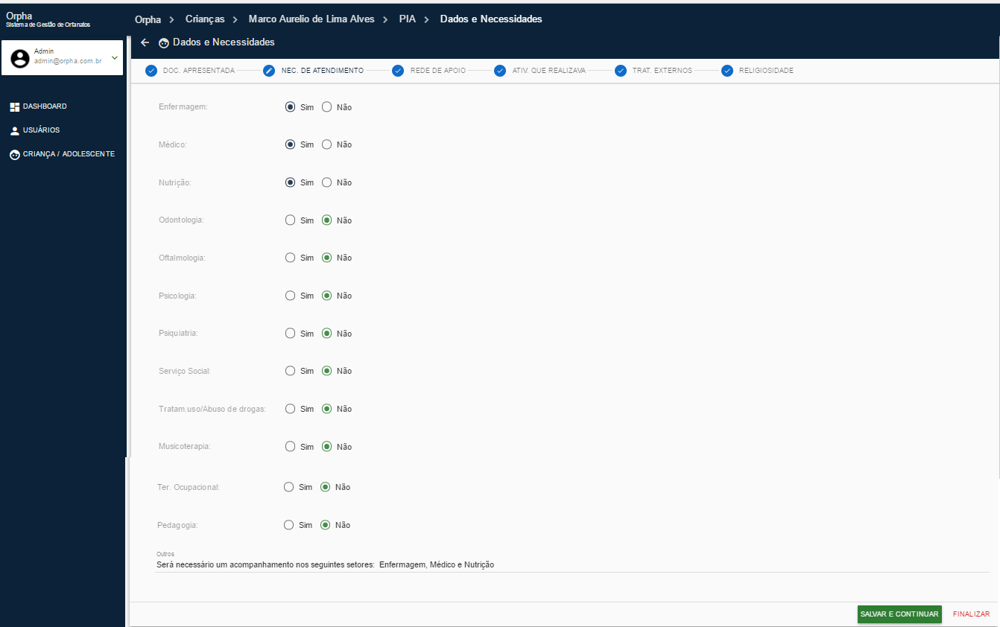 Orpha
Sistema de Gestão de Orfanatos
Admin
admin@orpha.com.br
DASHBOARD
USUÁRIOS
CRIANÇA / ADOLESCENTE
Orpha > Crianças > Marco Aurelio de Lima Alves > PIA > Dados e Necessidades
Dados e Necessidades
DOC. APRESENTADA NEC. DE ATENDIMENTO REDE DE APOIO ATIV. QUE REALIZAVA TRAT. EXTERNOS RELIGIOSIDADE
Enfermagem: Sim Não
Médico: Sim Não
Nutrição: Sim Não
Odontologia: Sim Não
Oftalmologia: Sim Não
Psicologia: Sim Não
Psiquiatria: Sim Não
Serviço Social: Sim Não
Tratam.uso/Abuso de drogas: Sim Não
Musicoterapia: Sim Não
Ter. Ocupacional: Sim Não
Pedagogia: Sim Não
Outros
Será necessário um acompanhamento nos seguintes setores: Enfermagem, Médico e Nutrição
SALVAR E CONTINUAR FINALIZAR